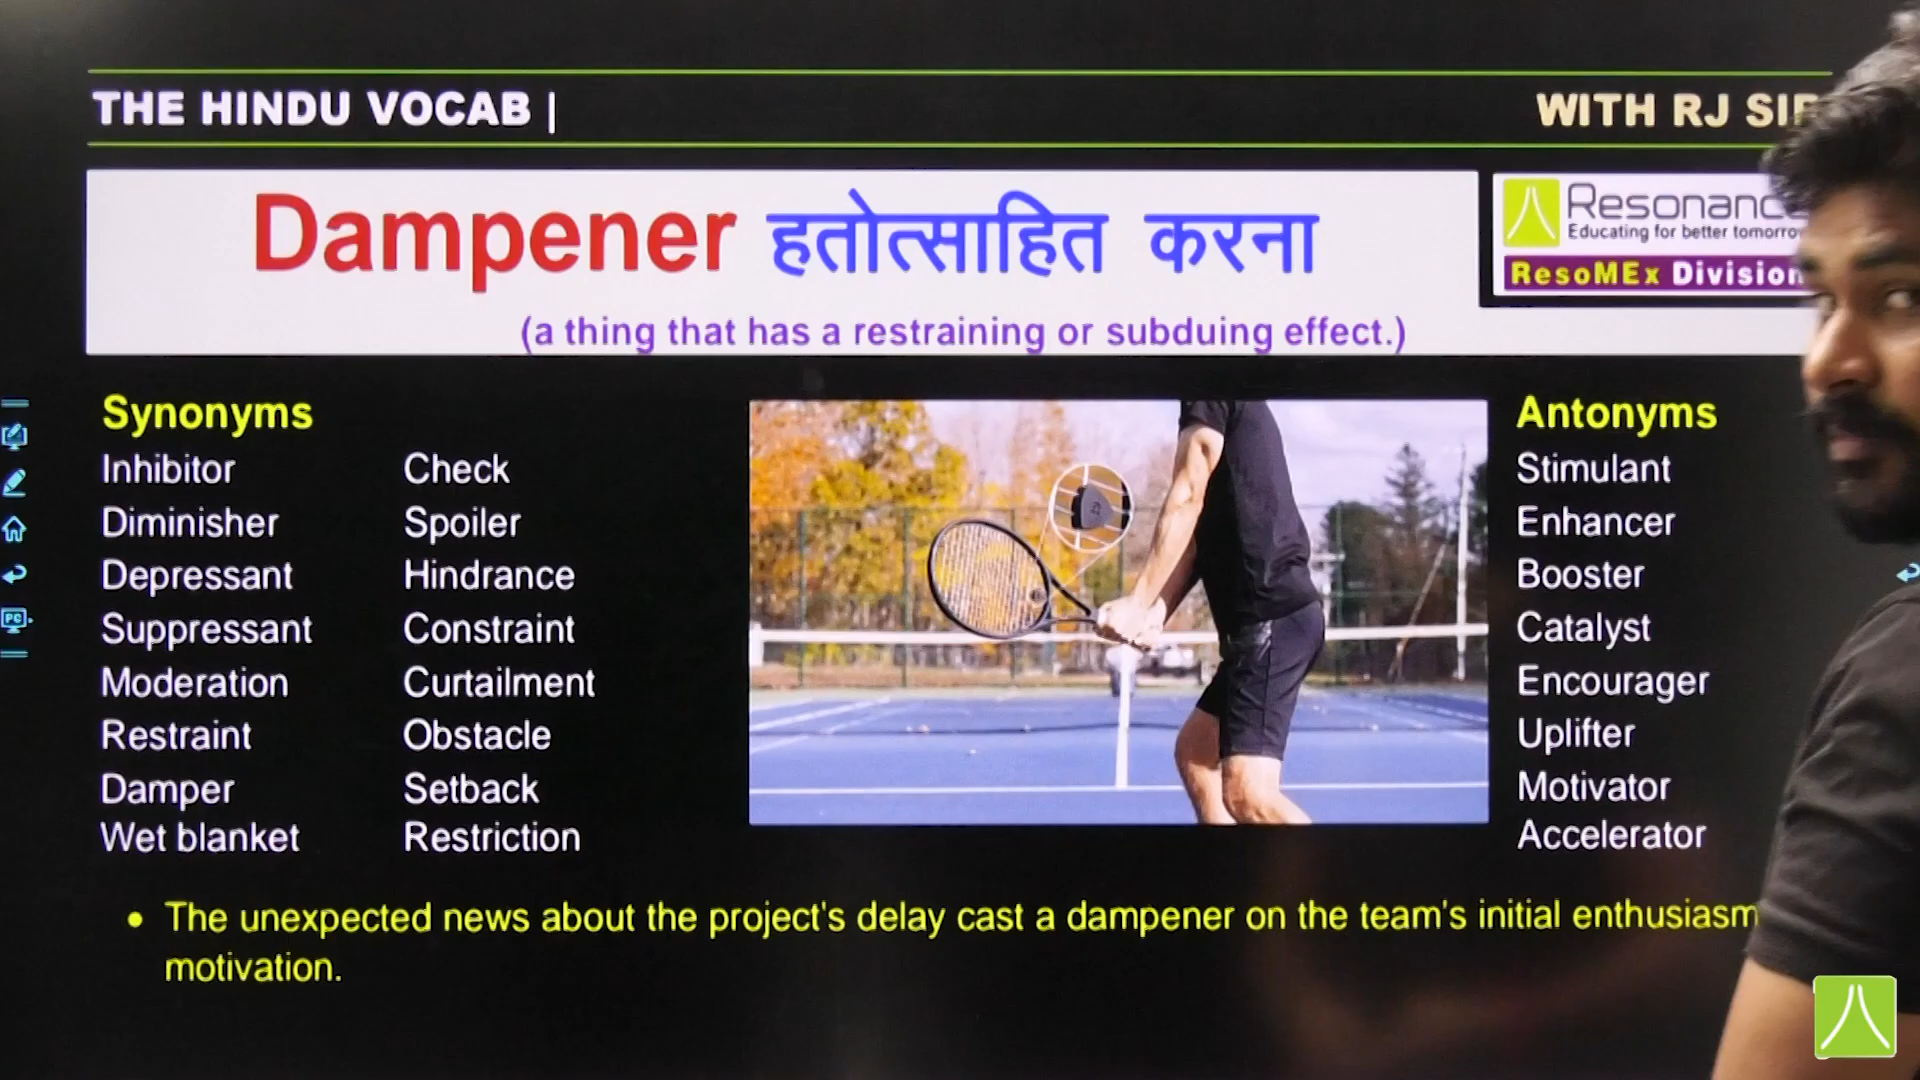 THE HINDU VOCAB |
WITH RJ
Dampener हतोत्साहित करना
(a thing that has a restraining or subduing effect.)
Educating for better
ResoMEx Division
Synonyms
Inhibitor
Diminisher
Depressant
Suppressant
Moderation
Restraint
Damper
Wet blanket
Check
Spoiler
Hindrance
Constraint
Curtailment
Obstacle
Setback
Restriction
Antonyms
Stimulant
Enhancer
Booster
Catalyst
Encourager
Uplifter
Motivator
Accelerator
PC
• The unexpected news about the project's delay cast a dampener on the team's initial enthusiasm
motivation.